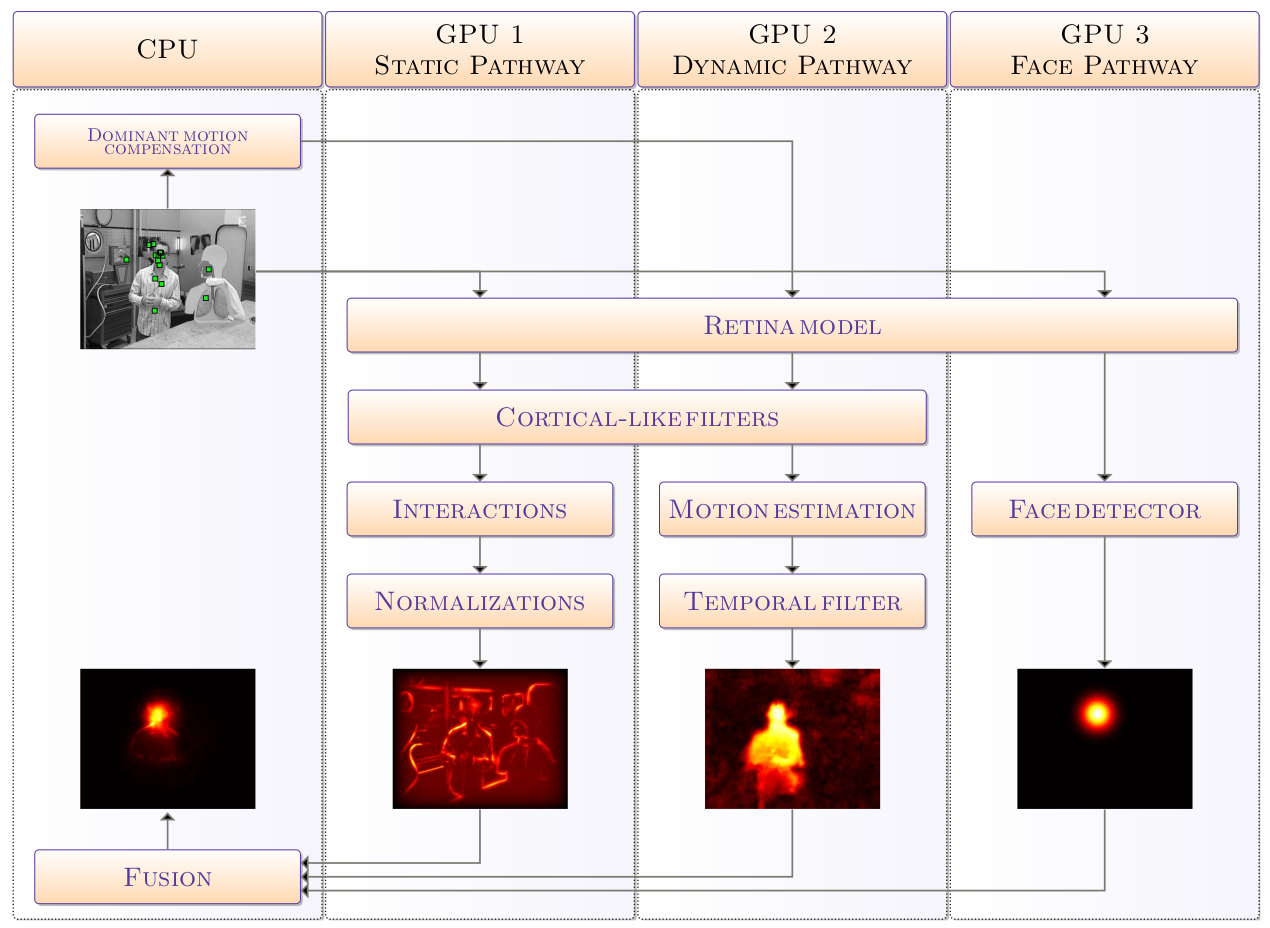 CPU
GPU 1
Static Pathway
GPU 2
Dynamic Pathway
GPU 3
Face Pathway
Dominant motion
compensation
Retina model
Cortical-like filters
Interactions
Motion estimation
Face detector
Normalizations
Temporal filter
Fusion